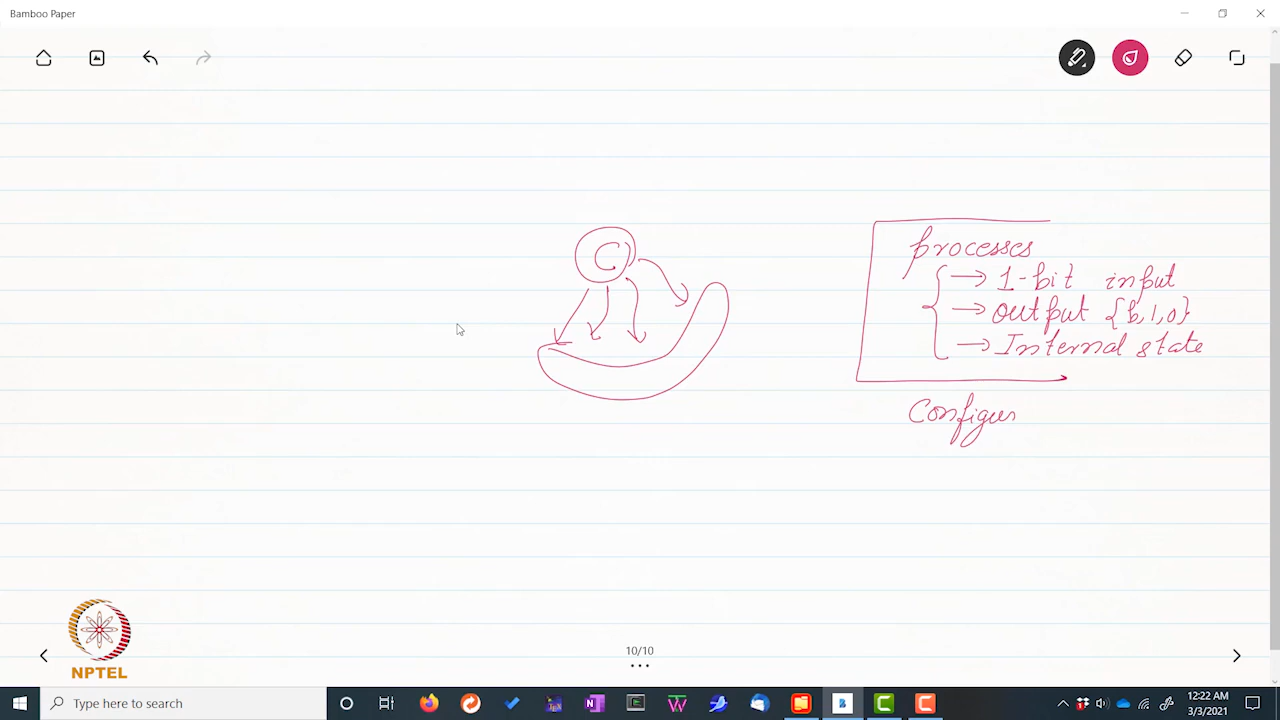 Bamboo Paper
C
processes
→ 1-bit input
→ output {b,1,0}
→ Internal state
Configur
NPTEL
10/10
Type here to search
12:22 AM
3/3/2021